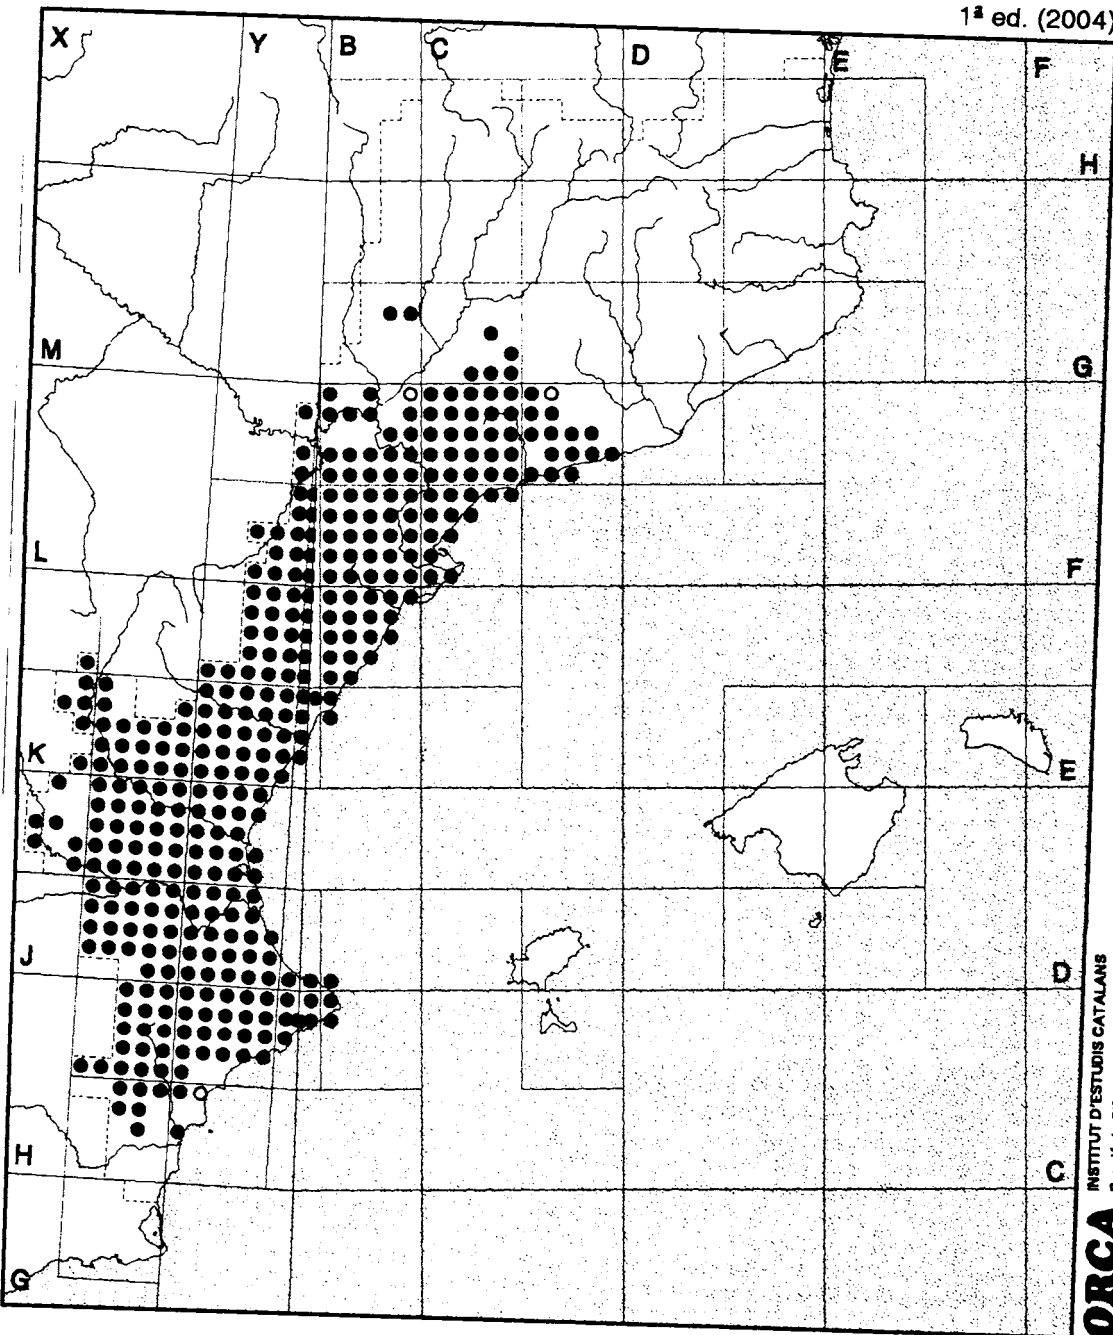 1ª ed. (2004)
X Y B C D E F
H
M G
L F
K E
J D
H C
G
ORCA INSTITUT D'ESTUDIS CATALANS